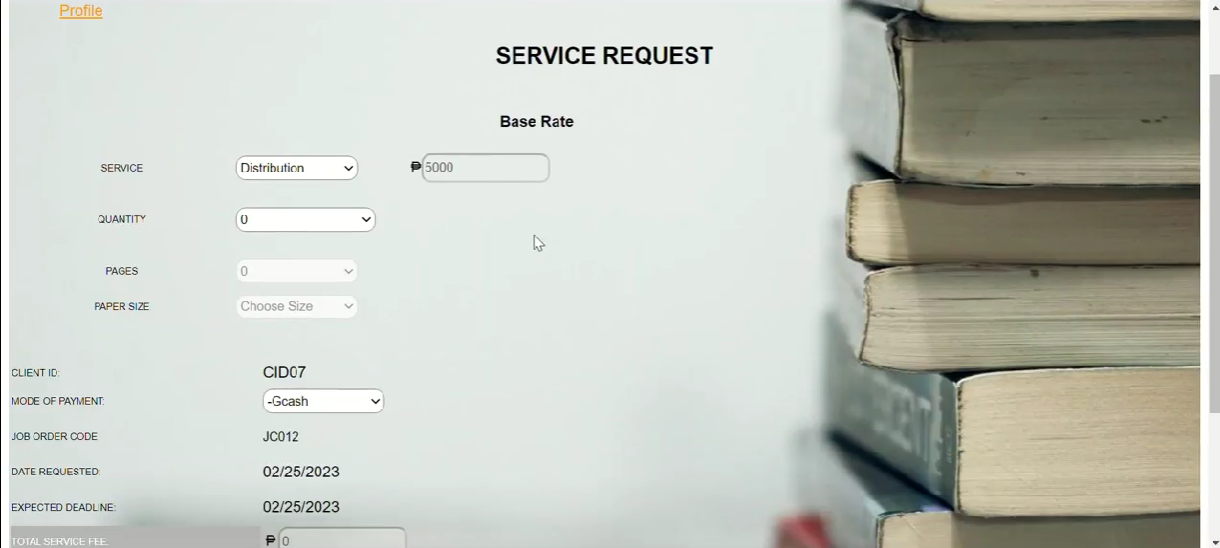 Profile
SERVICE REQUEST
Base Rate
SERVICE Distribution ₱ 5000
QUANTITY 0
PAGES 0
PAPER SIZE Choose Size
CLIENT ID: CID07
MODE OF PAYMENT: -Gcash
JOB ORDER CODE JC012
DATE REQUESTED: 02/25/2023
EXPECTED DEADLINE: 02/25/2023
TOTAL SERVICE FEE: ₱ 0